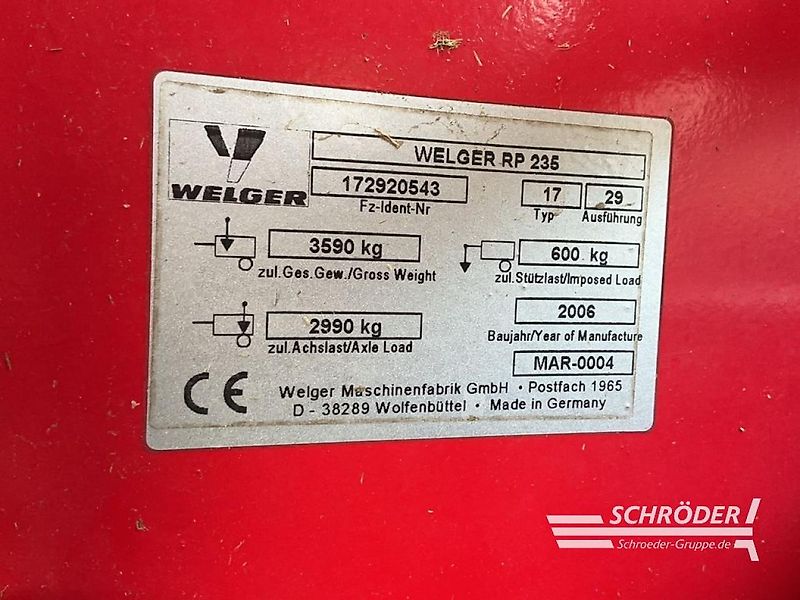 WELGER
WELGER RP 235
172920543
Fz-Ident-Nr
17
Typ
29
Ausführung
3590 kg
zul.Ges.Gew./Gross Weight
600 kg
zul.Stützlast/Imposed Load
2990 kg
zul.Achslast/Axle Load
2006
Baujahr/Year of Manufacture
MAR-0004
CE
Welger Maschinenfabrik GmbH • Postfach 1965
D - 38289 Wolfenbüttel • Made in Germany
SCHRÖDER
Schroeder-Gruppe.de